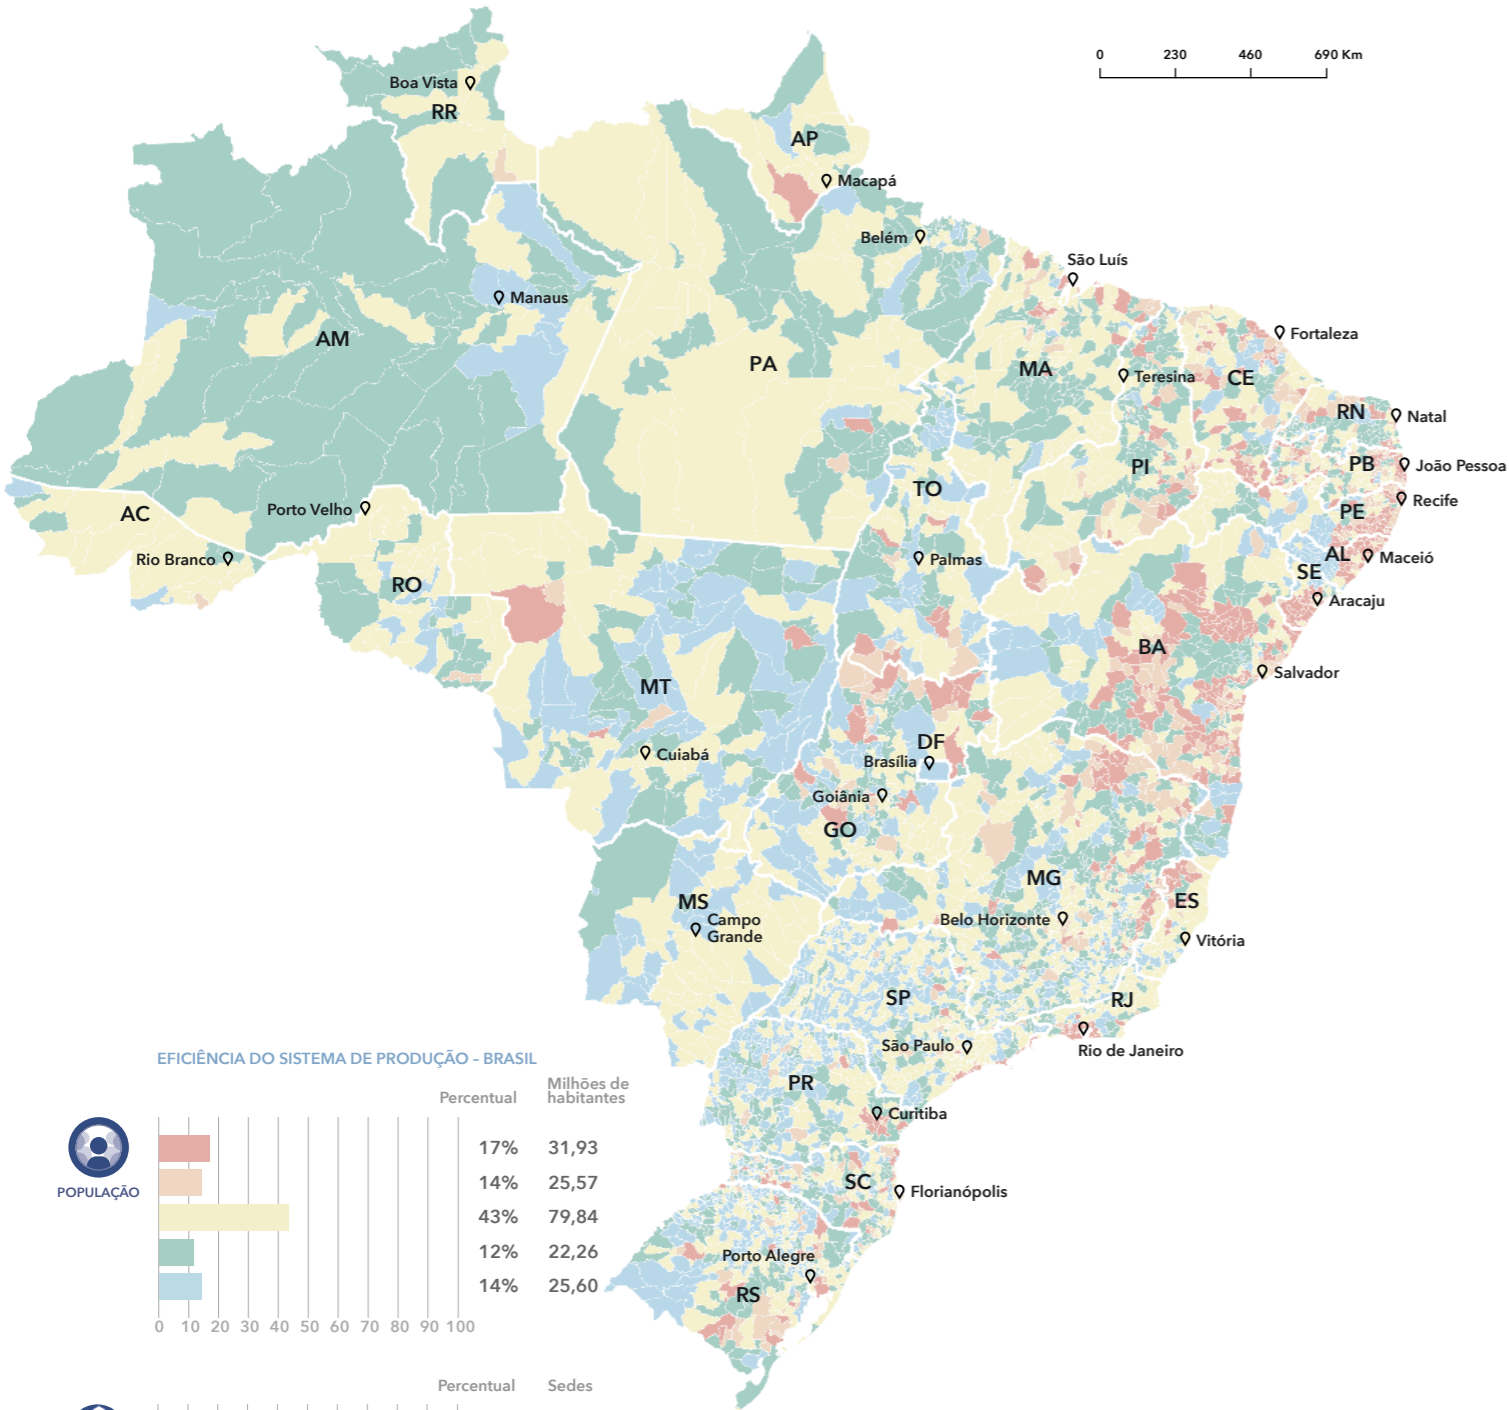 0 230 460 690 Km
Boa Vista
RR
AP
Macapá
Belém
São Luís
Manaus
Fortaleza
AM
PA
MA
Teresina
CE
RN
Natal
PI
PB
João Pessoa
TO
Recife
AC
Porto Velho
PE
Rio Branco
Palmas
AL
Maceió
RO
SE
Aracaju
BA
Salvador
MT
DF
Cuiabá
Brasília
Goiânia
GO
MG
MS
ES
Campo
Grande
Belo Horizonte
Vitória
SP
RJ
São Paulo
Rio de Janeiro
PR
Curitiba
SC
Florianópolis
Porto Alegre
RS
EFICIÊNCIA DO SISTEMA DE PRODUÇÃO – BRASIL
Percentual
Milhões de
habitantes
POPULAÇÃO
17% 31,93
14% 25,57
43% 79,84
12% 22,26
14% 25,60
0 10 20 30 40 50 60 70 80 90 100
Percentual Sedes